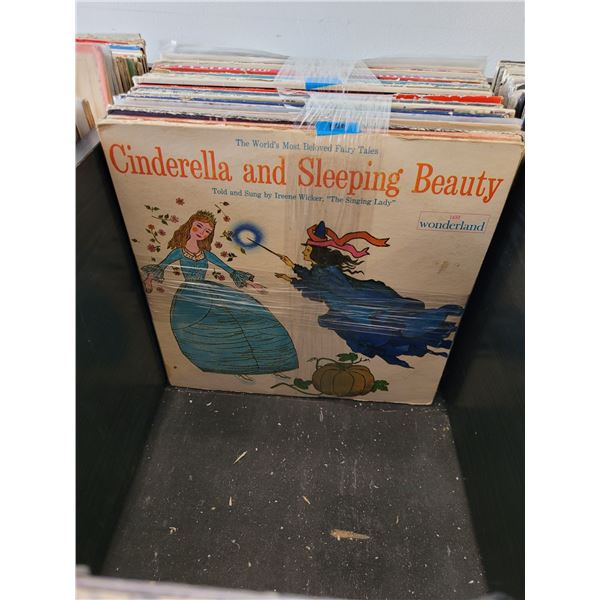 The World's Most Beloved Fairy Tales
Cinderella and Sleeping Beauty
Told and Sung by Ireene Wicker, "The Singing Lady"
wonderland